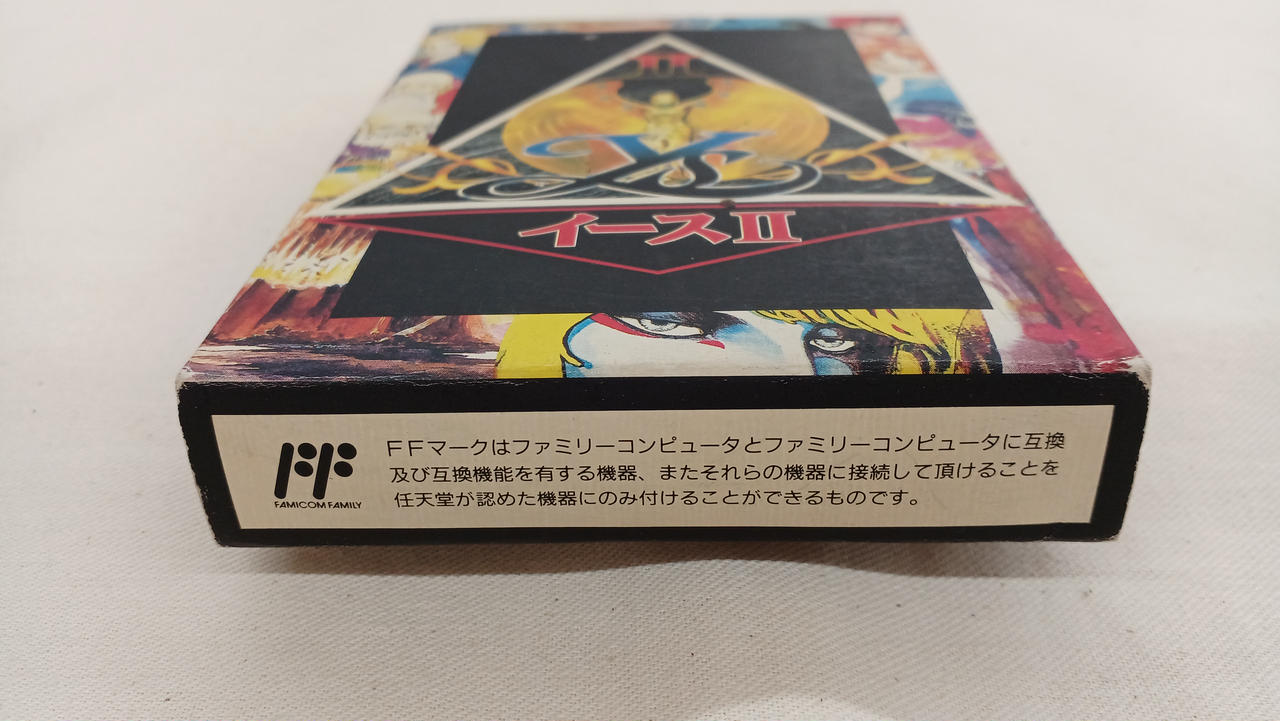 II
Ys
イースII
FF
FAMICOM FAMILY
FFマークはファミリーコンピュータとファミリーコンピュータに互換
及び互換機能を有する機器、またそれらの機器に接続して頂けることを
任天堂が認めた機器にのみ付けることができるものです。